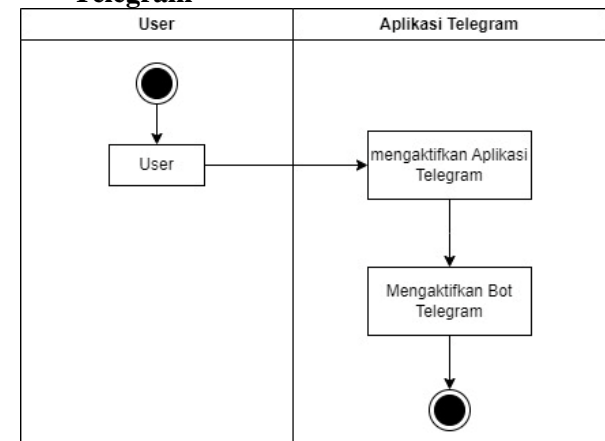 Telegram
User
Aplikasi Telegram
User
mengaktifkan Aplikasi
Telegram
Mengaktifkan Bot
Telegram